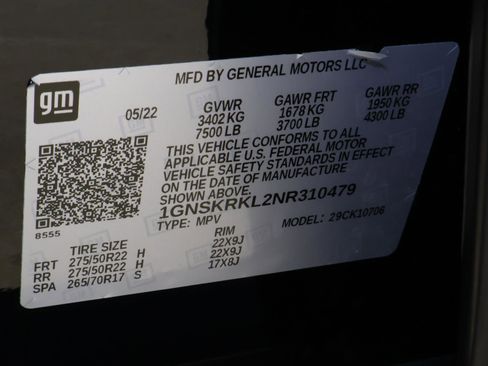 MFD BY GENERAL MOTORS LLC
gm
05/22 GVWR GAWR FRT GAWR RR
3402 KG 1678 KG 1950 KG
7500 LB 3700 LB 4300 LB
THIS VEHICLE CONFORMS TO ALL
APPLICABLE U.S. FEDERAL MOTOR
VEHICLE SAFETY STANDARDS IN EFFECT
ON THE DATE OF MANUFACTURE
SHOWN ABOVE.
1GNSKRKL2NR310479
8555 TYPE: MPV MODEL: 29CK10706
TIRE SIZE RIM
FRT 275/50R22 H 22X9J
RR 275/50R22 H 22X9J
SPA 265/70R17 S 17X8J